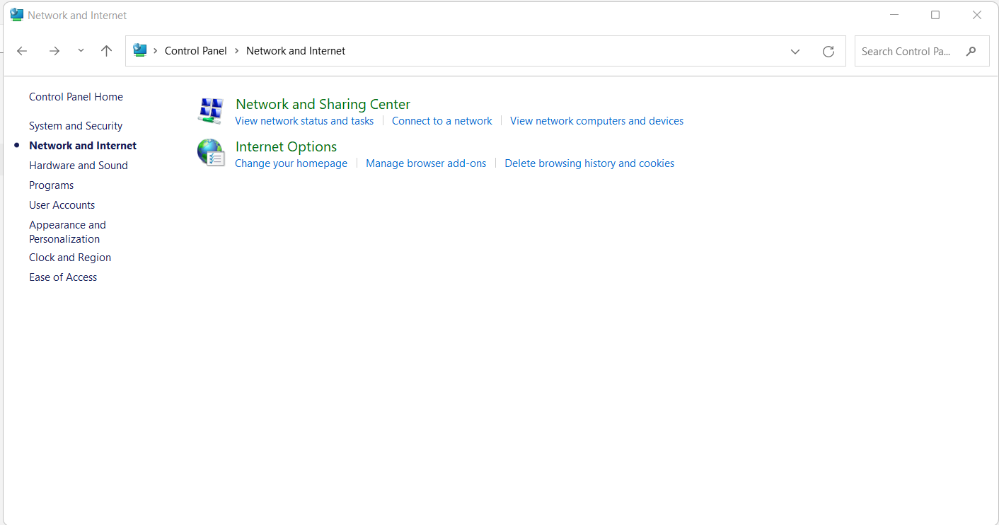 Network and Internet
Control Panel > Network and Internet
Search Control Pa...
Control Panel Home
System and Security
Network and Internet
Hardware and Sound
Programs
User Accounts
Appearance and
Personalization
Clock and Region
Ease of Access
Network and Sharing Center
View network status and tasks | Connect to a network | View network computers and devices
Internet Options
Change your homepage | Manage browser add-ons | Delete browsing history and cookies